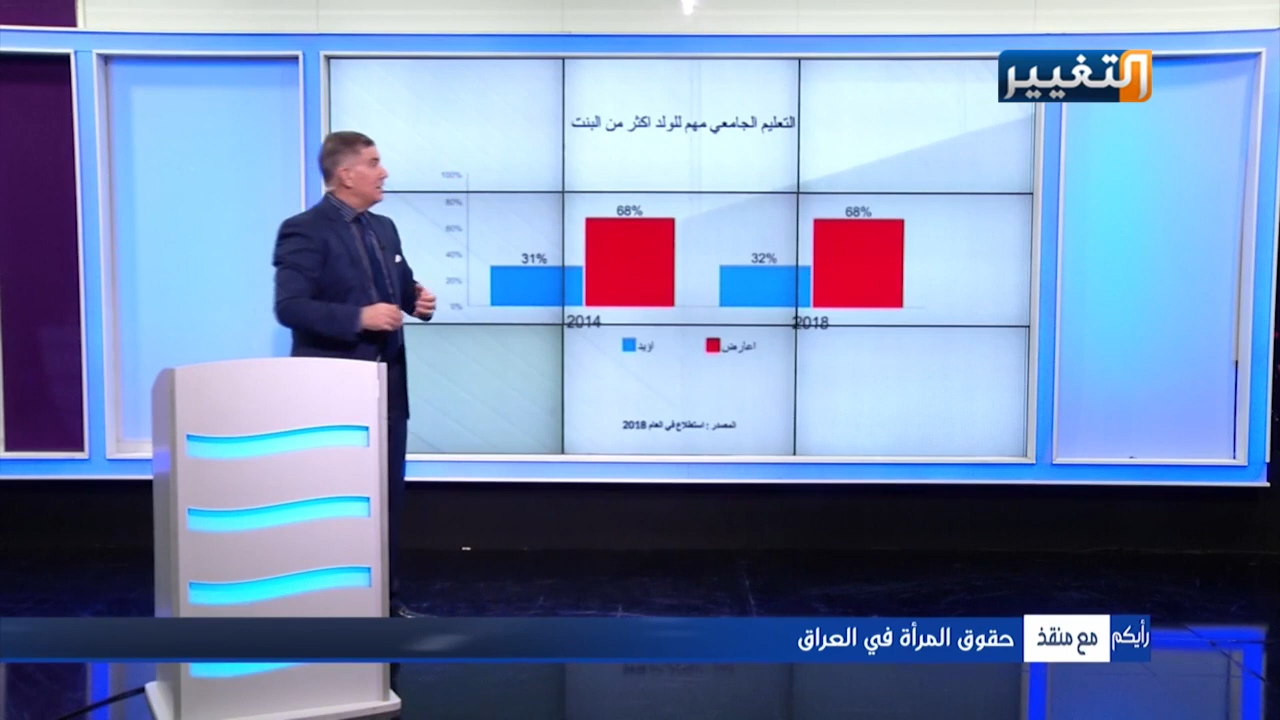 التغيير
التعليم الجامعي مهم للولد اكثر من البنت
100%
80%
60%
40%
20%
0%
31%
68%
32%
68%
2014
2018
اؤيد
اعارض
المصدر : استطلاع في العام 2018
رأيكم مع منقذ حقوق المرأة في العراق